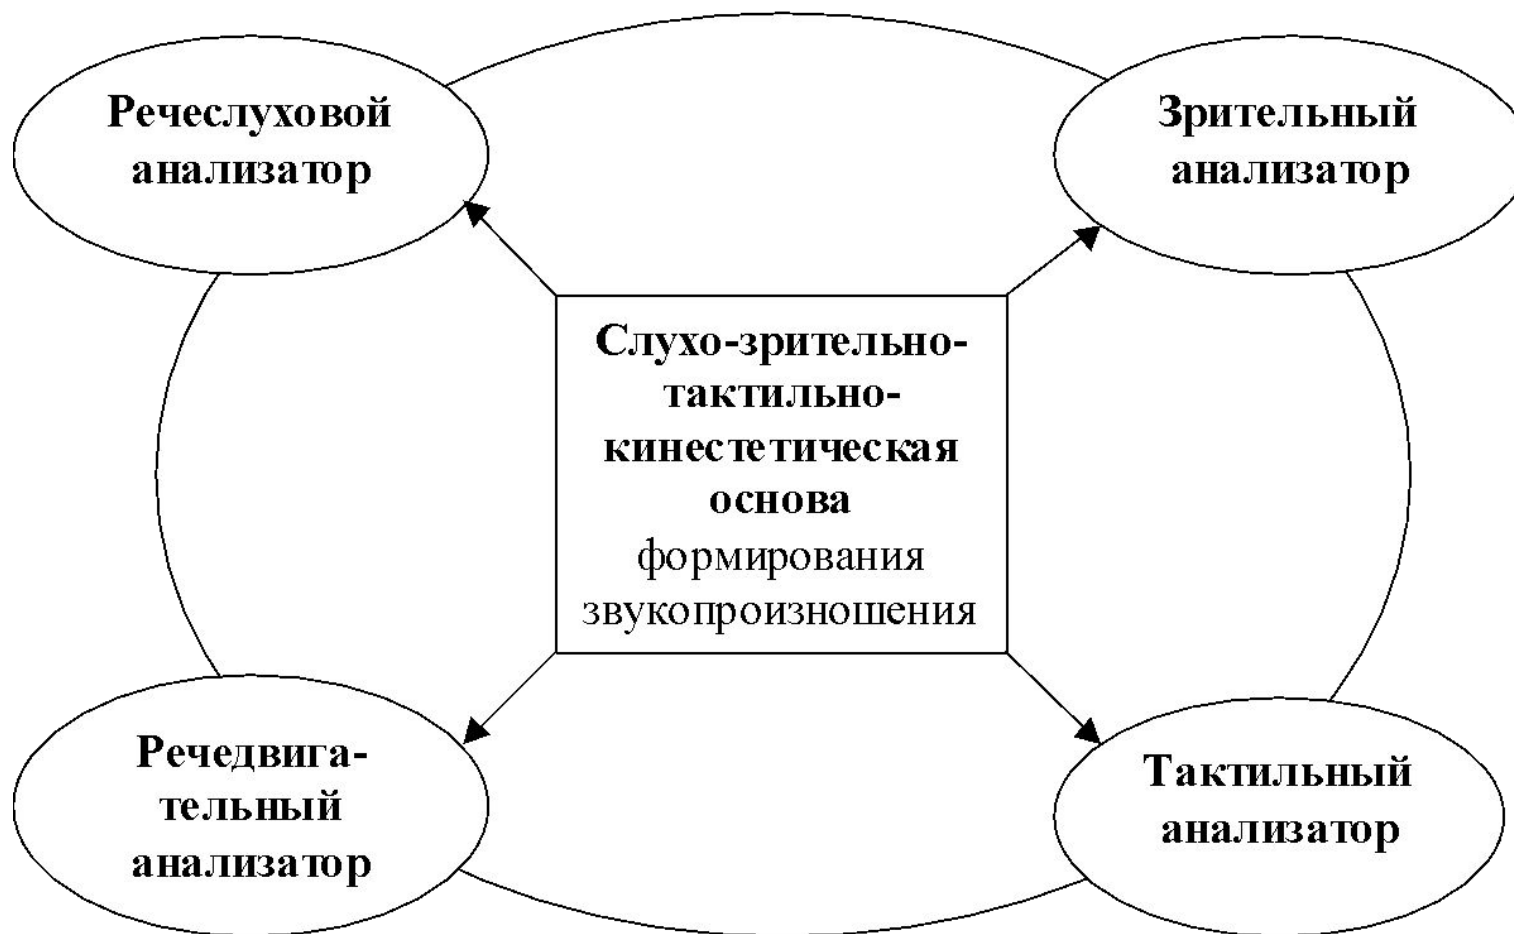 Речеслуховой
анализатор
Зрительный
анализатор
Слухо-зрительно-
тактильно-
кинестетическая
основа
формирования
звукопроизношения
Речедвига-
тельный
анализатор
Тактильный
анализатор